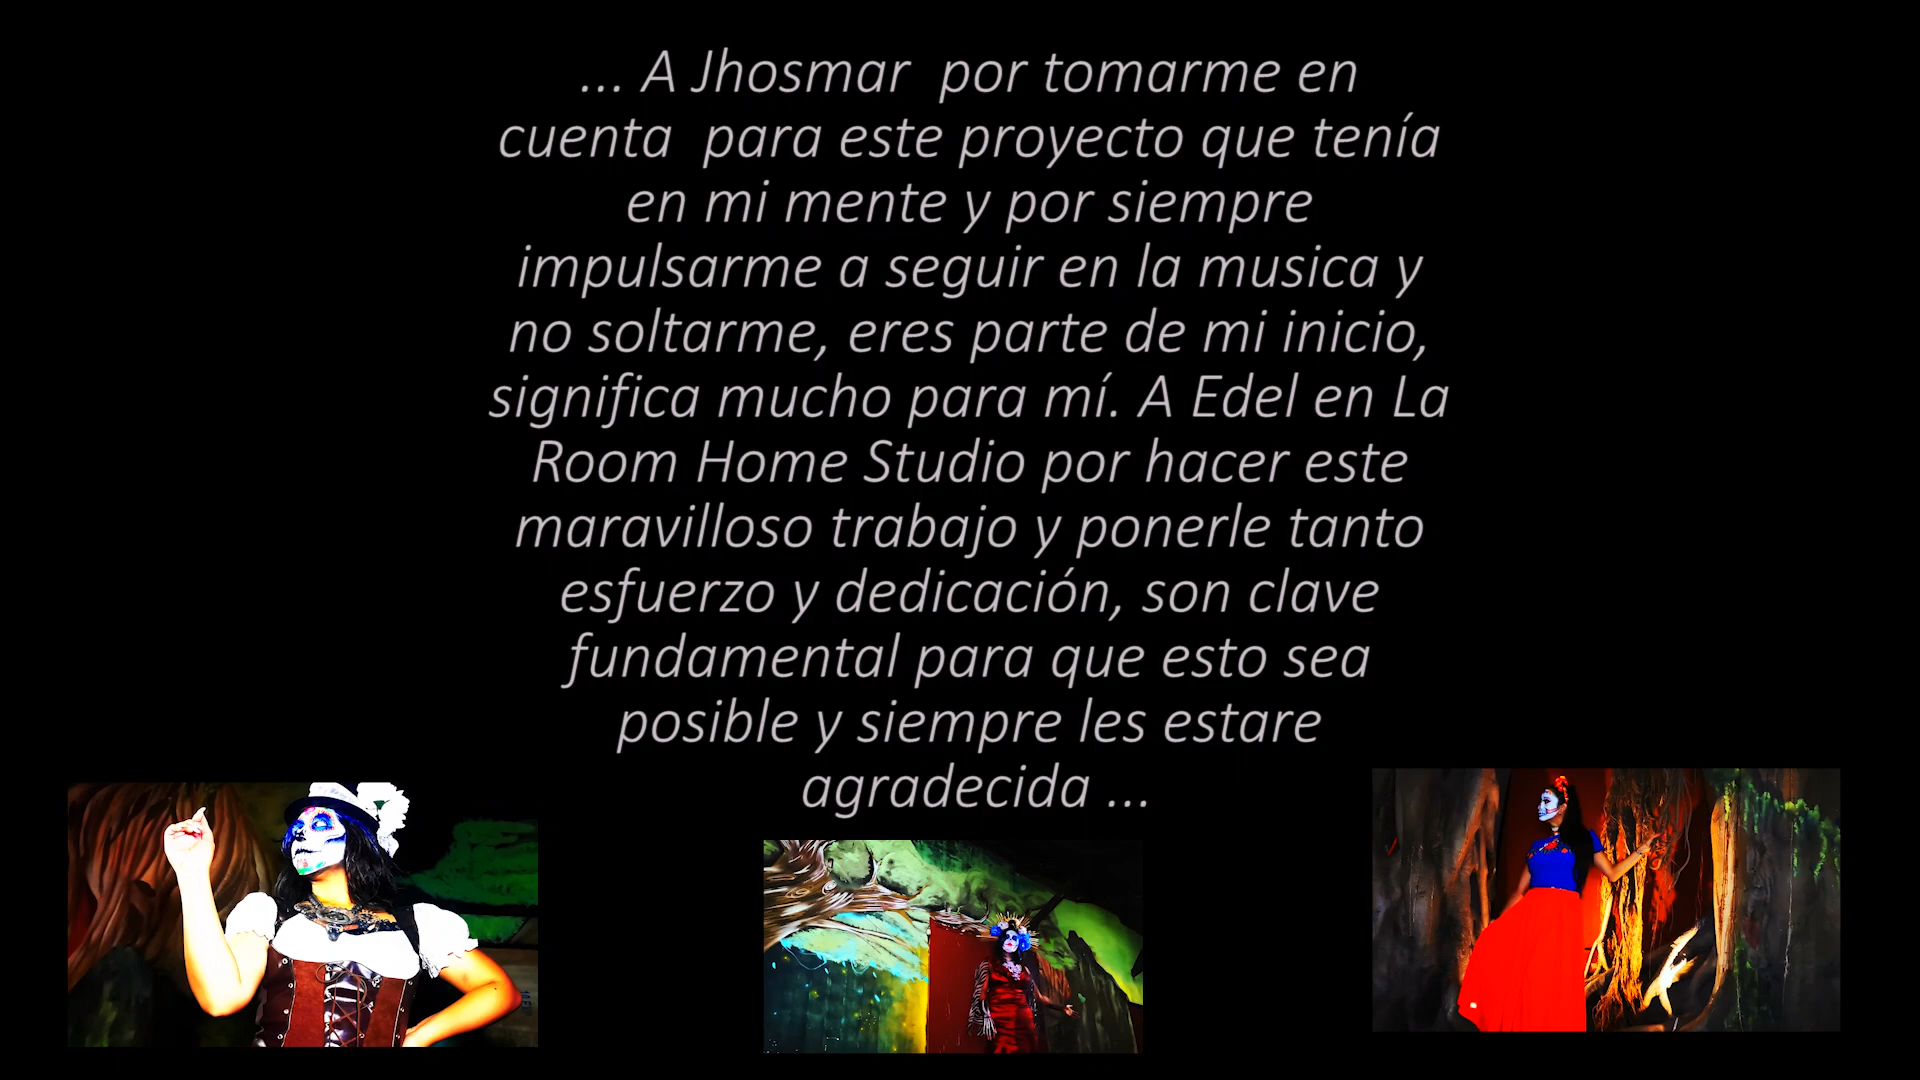 ... A Jhosmar  por tomarme en
cuenta  para este proyecto que tenía
en mi mente y por siempre
impulsarme a seguir en la musica y
no soltarme, eres parte de mi inicio,
significa mucho para mí. A Edel en La
Room Home Studio por hacer este
maravilloso trabajo y ponerle tanto
esfuerzo y dedicación, son clave
fundamental para que esto sea
posible y siempre les estare
agradecida ...